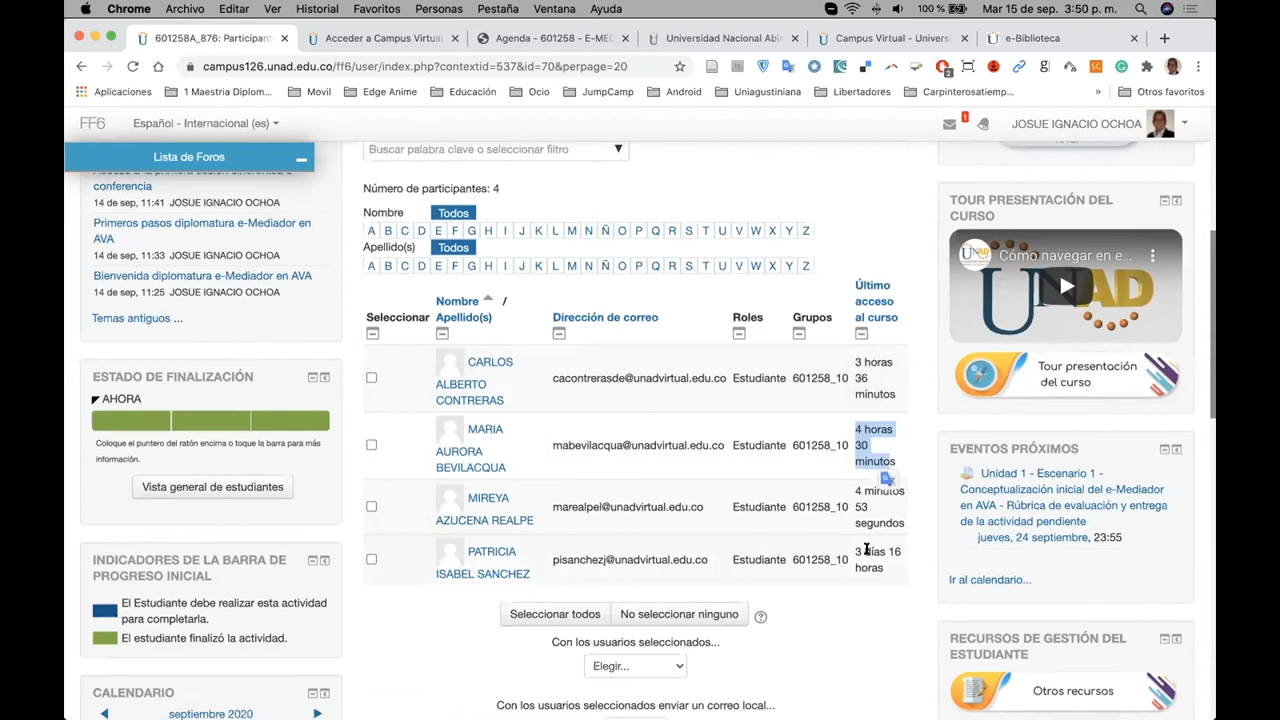 Chrome Archivo Editar Ver Historial Favoritos Personas Pestaña Ventana Ayuda
100 % Mar 15 de sep. 3:50 p. m.
601258A_876: Participant
Acceder a Campus Virtual
Agenda - 601258 - E-MED
Universidad Nacional Abie
Campus Virtual - Universi
e-Biblioteca
campus126.unad.edu.co/ff6/user/index.php?contextid=537&id=70&perpage=20
Aplicaciones 1 Maestria Diplom... Movil Edge Anime Educación Ocio JumpCamp Android Uniagustiniana Libertadores Carpinterosatiemp... » Otros favoritos
FF6 Español - Internacional (es)
1 JOSUE IGNACIO OCHOA
Lista de Foros
conferencia
14 de sep, 11:41 JOSUE IGNACIO OCHOA
Primeros pasos diplomatura e-Mediador en
AVA
14 de sep, 11:33 JOSUE IGNACIO OCHOA
Bienvenida diplomatura e-Mediador en AVA
14 de sep, 11:25 JOSUE IGNACIO OCHOA
Temas antiguos ...
ESTADO DE FINALIZACIÓN
AHORA
Coloque el puntero del ratón encima o toque la barra para más
información.
Vista general de estudiantes
INDICADORES DE LA BARRA DE
PROGRESO INICIAL
El Estudiante debe realizar esta actividad
para completarla.
El estudiante finalizó la actividad.
CALENDARIO
septiembre 2020
Buscar palabra clave o seleccionar filtro
Número de participantes: 4
Nombre Todos
A B C D E F G H I J K L M N Ñ O P Q R S T U V W X Y Z
Apellido(s) Todos
A B C D E F G H I J K L M N Ñ O P Q R S T U V W X Y Z
Seleccionar
Nombre /
Apellido(s)
Dirección de correo
Roles
Grupos
Último
acceso
al curso
CARLOS
ALBERTO
CONTRERAS
cacontrerasde@unadvirtual.edu.co Estudiante 601258_10
3 horas
36
minutos
MARIA
AURORA
BEVILACQUA
mabevilacqua@unadvirtual.edu.co Estudiante 601258_10
4 horas
30
minutos
MIREYA
AZUCENA REALPE
marealpel@unadvirtual.edu.co Estudiante 601258_10
4 minutos
53
segundos
PATRICIA
ISABEL SANCHEZ
pisanchezj@unadvirtual.edu.co Estudiante 601258_10
3 días 16
horas
Seleccionar todos No seleccionar ninguno
Con los usuarios seleccionados...
Elegir...
Con los usuarios seleccionados enviar un correo local...
TOUR PRESENTACIÓN DEL
CURSO
Cómo navegar en e...
UNAD
Tour presentación
del curso
EVENTOS PRÓXIMOS
Unidad 1 - Escenario 1 -
Conceptualización inicial del e-Mediador
en AVA - Rúbrica de evaluación y entrega
de la actividad pendiente
jueves, 24 septiembre, 23:55
Ir al calendario...
RECURSOS DE GESTIÓN DEL
ESTUDIANTE
Otros recursos